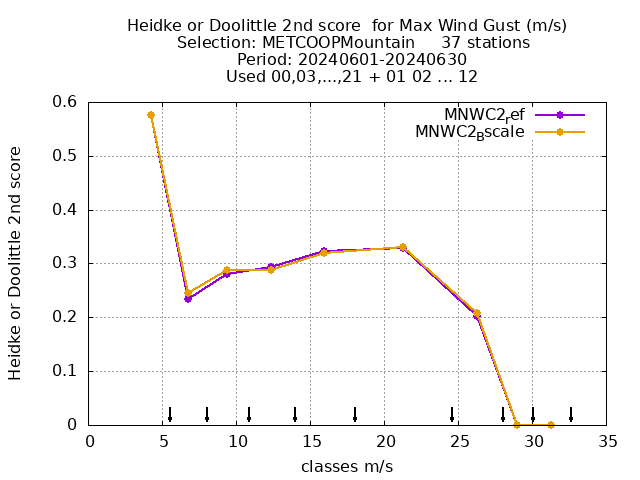 Heidke or Doolittle 2nd score  for Max Wind Gust (m/s)
Selection: METCOOPMountain     37 stations
Period: 20240601-20240630
Used 00,03,...,21 + 01 02 ... 12
MNWC2ref
MNWC2Bscale
Heidke or Doolittle 2nd score
0.6
0.5
0.4
0.3
0.2
0.1
0
0 5 10 15 20 25 30 35
classes m/s